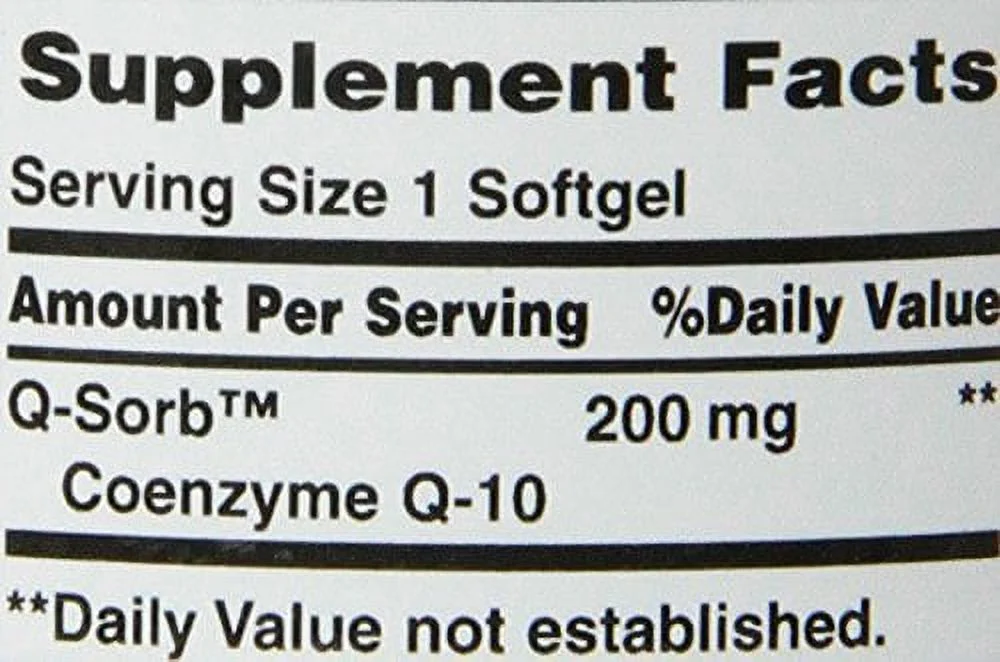 Supplement Facts
Serving Size 1 Softgel
Amount Per Serving %Daily Value
Q-Sorb™ 200 mg **
Coenzyme Q-10
**Daily Value not established.